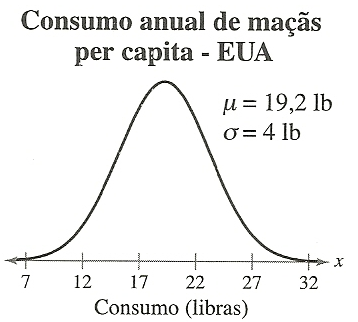 Consumo anual de maçãs
per capita - EUA
μ = 19,2 lb
σ = 4 lb
x
7 12 17 22 27 32
Consumo (libras)